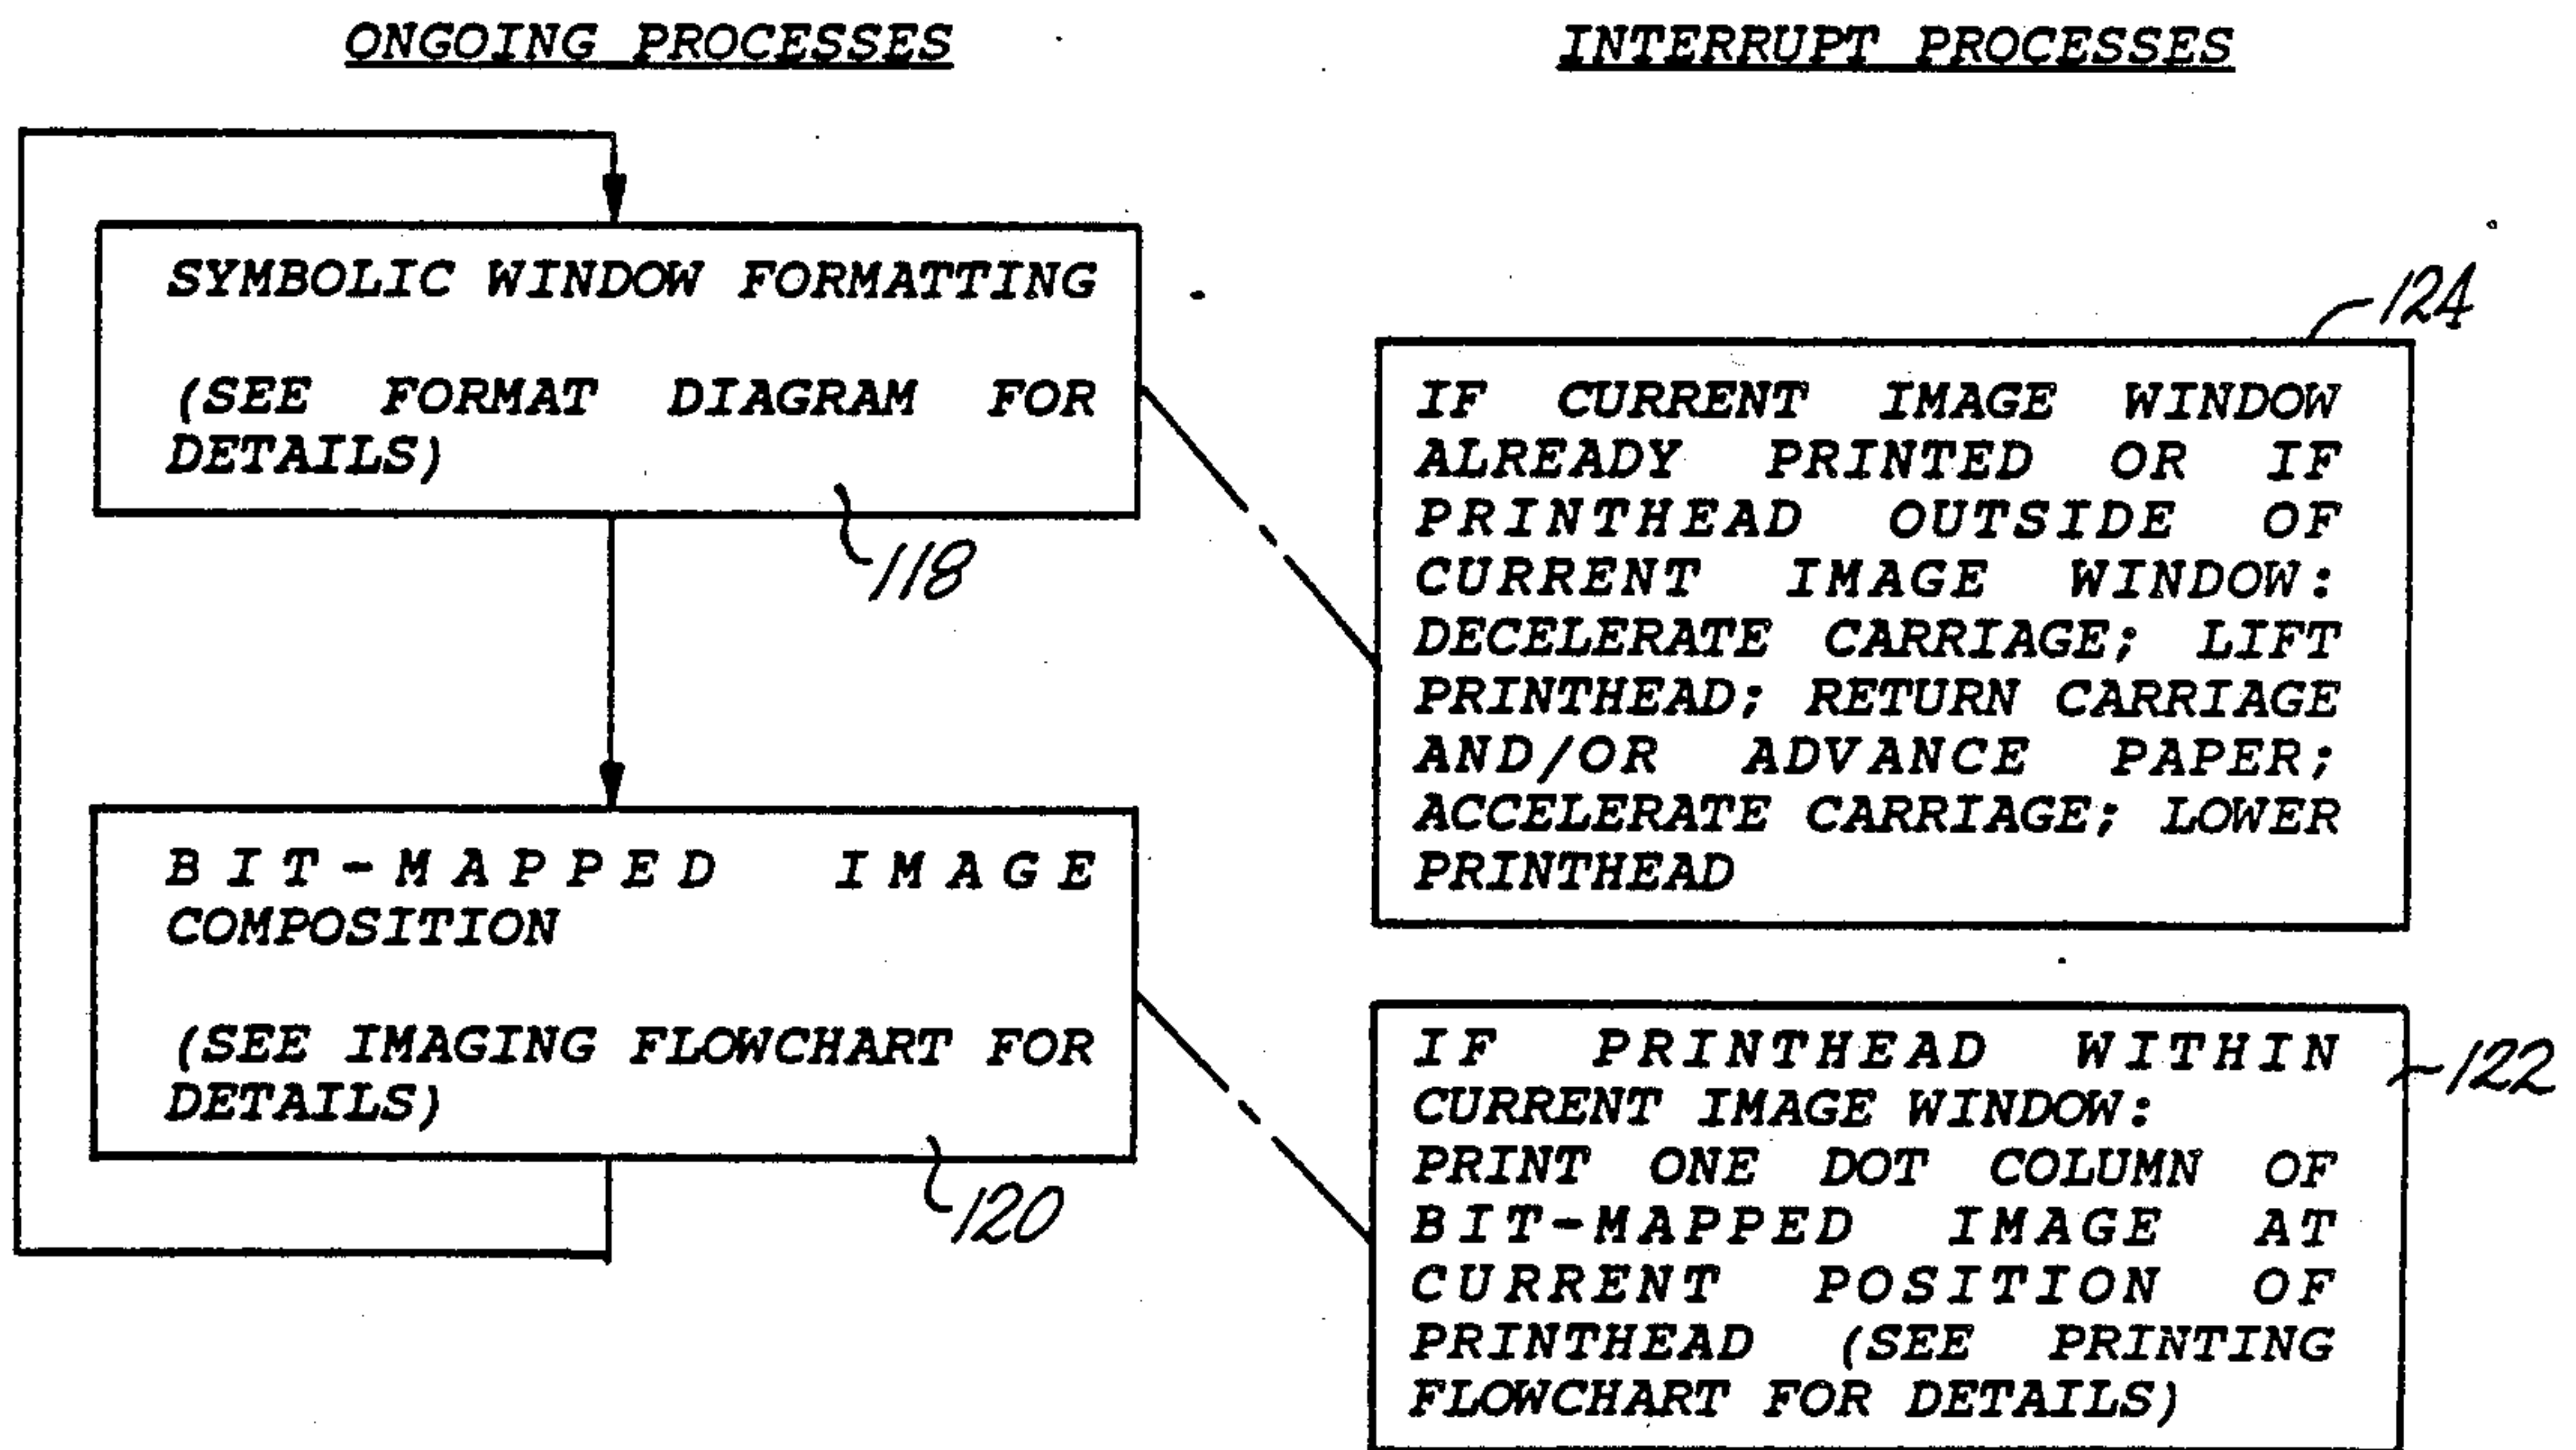 ONGOING PROCESSES
SYMBOLIC WINDOW FORMATTING
(SEE FORMAT DIAGRAM FOR
DETAILS)
118
BIT-MAPPED IMAGE
COMPOSITION
(SEE IMAGING FLOWCHART FOR
DETAILS)
120
INTERRUPT PROCESSES
124
IF CURRENT IMAGE WINDOW
ALREADY PRINTED OR IF
PRINTHEAD OUTSIDE OF
CURRENT IMAGE WINDOW:
DECELERATE CARRIAGE; LIFT
PRINTHEAD; RETURN CARRIAGE
AND/OR ADVANCE PAPER;
ACCELERATE CARRIAGE; LOWER
PRINTHEAD
IF PRINTHEAD WITHIN
CURRENT IMAGE WINDOW:
PRINT ONE DOT COLUMN OF
BIT-MAPPED IMAGE AT
CURRENT POSITION OF
PRINTHEAD (SEE PRINTING
FLOWCHART FOR DETAILS)
122